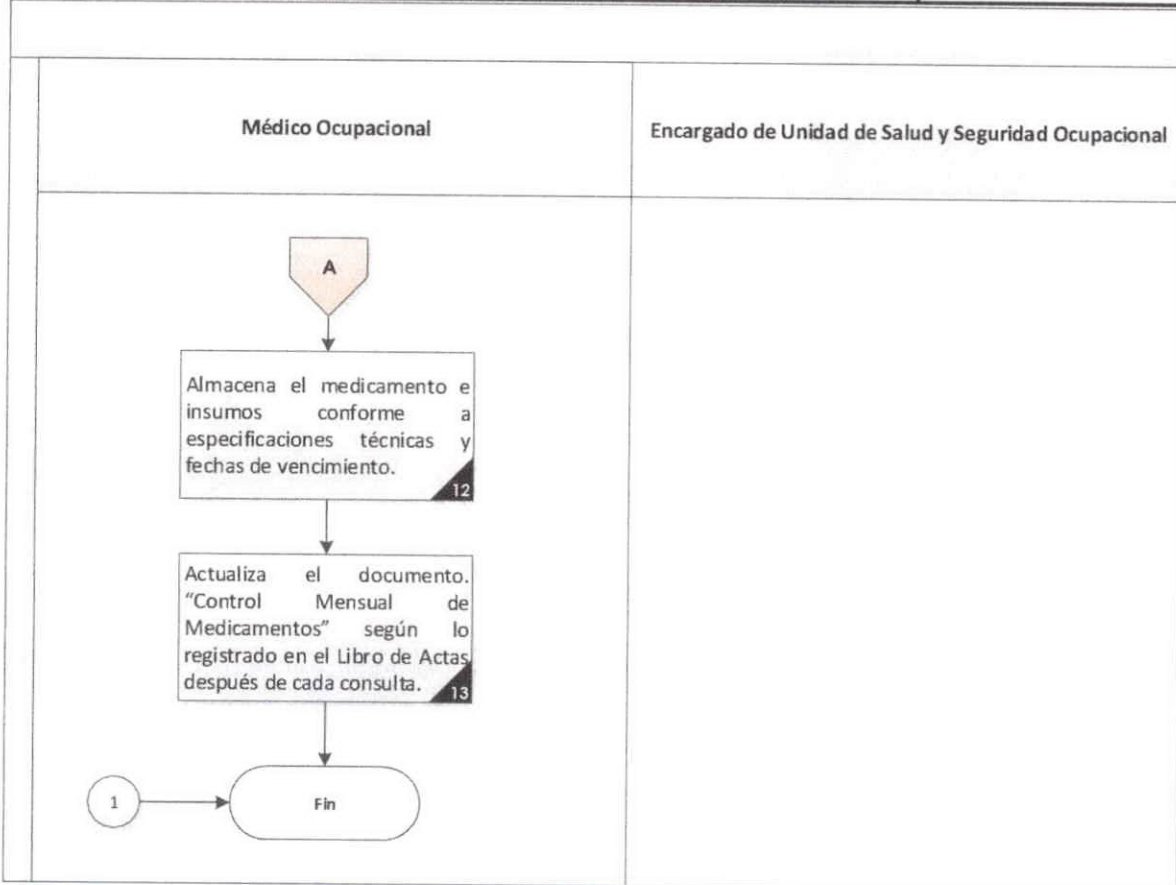 Médico Ocupacional
Encargado de Unidad de Salud y Seguridad Ocupacional
A
Almacena el medicamento e
insumos conforme a
especificaciones técnicas y
fechas de vencimiento.
12
Actualiza el documento.
“Control Mensual de
Medicamentos” según lo
registrado en el Libro de Actas
después de cada consulta.
13
1
Fin